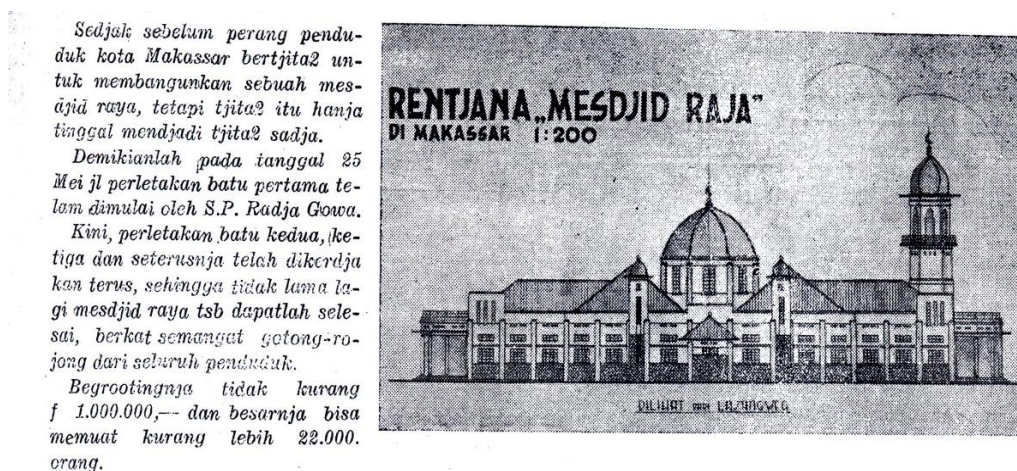 Sedjak sebelum perang pendu-
duk kota Makassar bertjita2 un-
tuk membangunkan sebuah mes-
djid raya, tetapi tjita2 itu hanja
tinggal mendjadi tjita2 sadja.
Demikianlah pada tanggal 25
Mei jl perletakan batu pertama te-
lam dimulai oleh S.P. Radja Gowa.
Kini, perletakan batu kedua, ke-
tiga dan seterusnja telah dikerdja
kan terus, sehingga tidak lama la-
gi mesdjid raya tsb dapatlah sele-
sai, berkat semangat gotong-ro-
jong dari seluruh penduduk.
Begrootingnja tidak kurang
f 1.000.000,— dan besarnja bisa
memuat kurang lebih 22.000.
orang.
RENTJANA „MESDJID RAJA"
DI MAKASSAR 1:200
DILIHAT DARI LAZUNGWEG